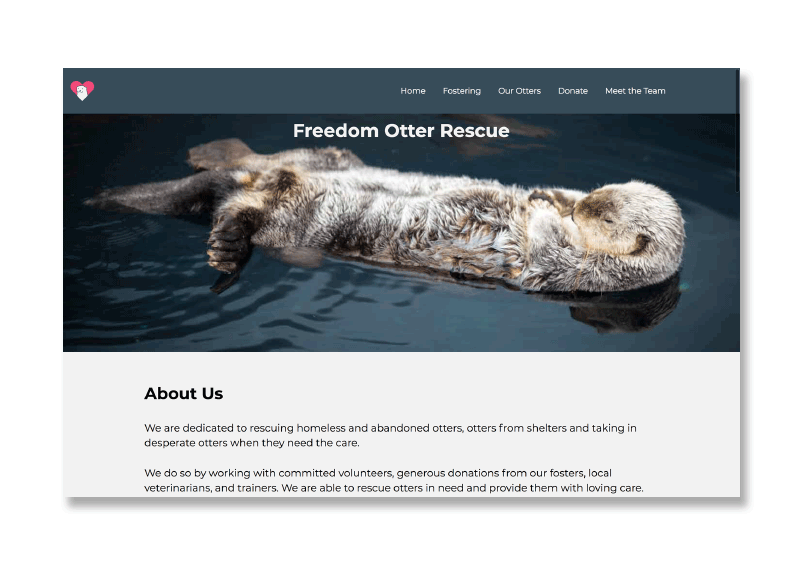 Home Fostering Our Otters Donate Meet the Team
Freedom Otter Rescue
About Us
We are dedicated to rescuing homeless and abandoned otters, otters from shelters and taking in
desperate otters when they need the care.
We do so by working with committed volunteers, generous donations from our fosters, local
veterinarians, and trainers. We are able to rescue otters in need and provide them with loving care.